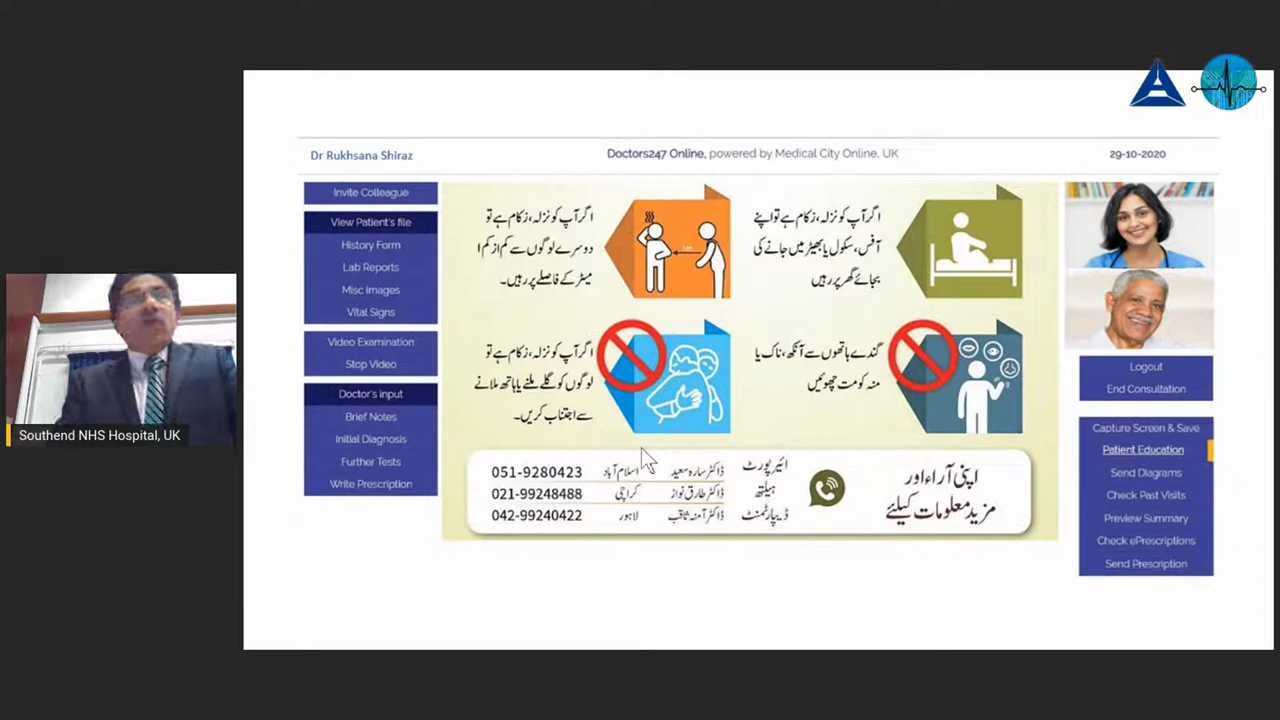 Dr Rukhsana Shiraz
Doctors247 Online, powered by Medical City Online, UK
29-10-2020
Invite Colleague
View Patient's file
History Form
Lab Reports
Misc Images
Vital Signs
Video Examination
Stop Video
Doctor's input
Brief Notes
Initial Diagnosis
Further Tests
Write Prescription
اگر آپ کو نزلہ، زکام ہے تو اپنے
آفس، سکول یا بھیڑ میں جانے کی
بجائے گھر پر رہیں
اگر آپ کو نزلہ، زکام ہے تو
دوسرے لوگوں سے کم از کم ا
میٹر کے فاصلے پر رہیں۔
گندے ہاتھوں سے آنکھ، ناک یا
منہ کو مت چھوئیں
اگر آپ کو نزلہ، زکام ہے تو
لوگوں کو گلے ملنے یا ہاتھ ملانے
سے اجتناب کریں۔
اپنی آراء اور
مزید معلومات کیلئے
ائیرپورٹ
ہیلتھ
ڈیپارٹمنٹ
ڈاکٹر سارہ سعید اسلام آباد 051-9280423
ڈاکٹر طارق نواز کراچی 021-99248488
ڈاکٹر آمنہ ثاقب لاہور 042-99240422
Logout
End Consultation
Capture Screen & Save
Patient Education
Send Diagrams
Check Past Visits
Preview Summary
Check ePrescriptions
Send Prescription
Southend NHS Hospital, UK